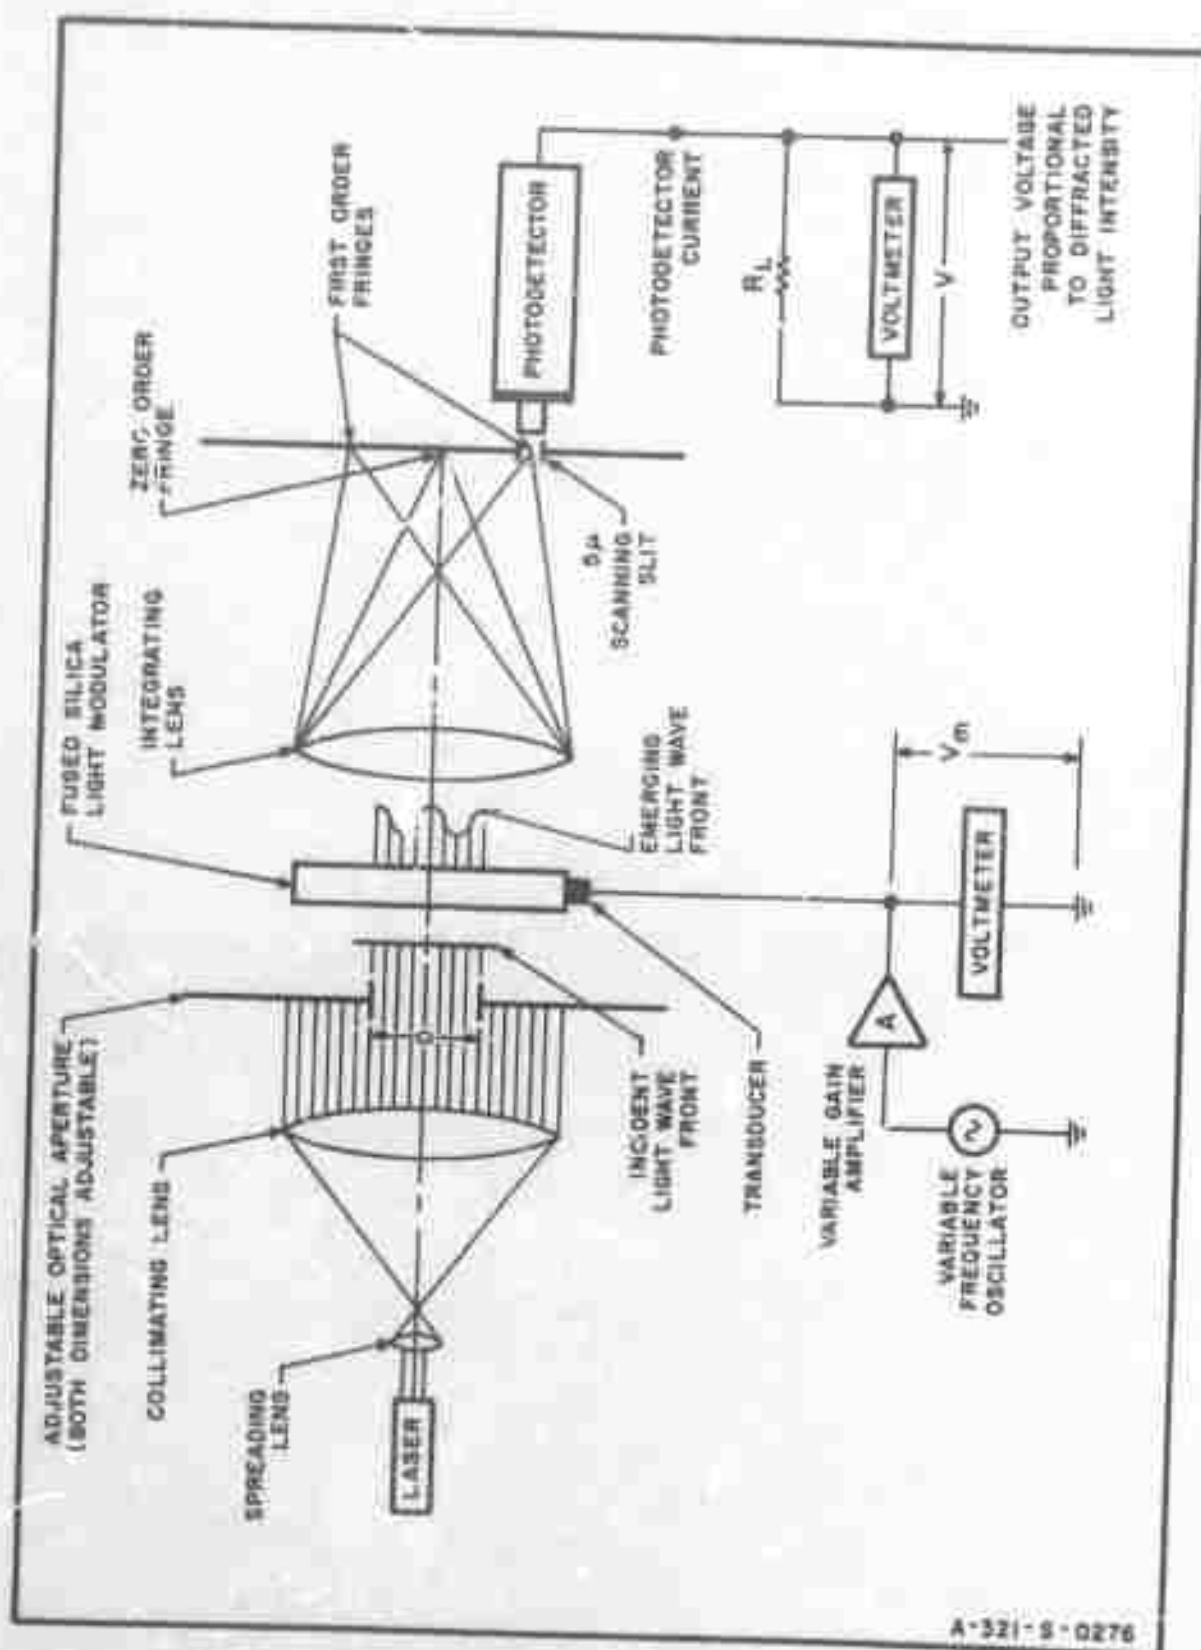 ADJUSTABLE OPTICAL APERTURE
(BOTH DIMENSIONS ADJUSTABLE)
COLLIMATING LENS
SPREADING
LENS
LASER
FUSED SILICA
LIGHT MODULATOR
INTEGRATING
LENS
ZERO ORDER
FRINGE
FIRST ORDER
FRINGES
D
PHOTODETECTOR
5μ
SCANNING
SLIT
EMERGING
LIGHT WAVE
FRONT
INCIDENT
LIGHT WAVE
FRONT
TRANSDUCER
PHOTODETECTOR
CURRENT
RL
VOLTMETER
V
OUTPUT VOLTAGE
PROPORTIONAL
TO DIFFRACTED
LIGHT INTENSITY
VARIABLE GAIN
AMPLIFIER
A
VARIABLE
FREQUENCY
OSCILLATOR
VOLTMETER
Vm
A-321-S-0276